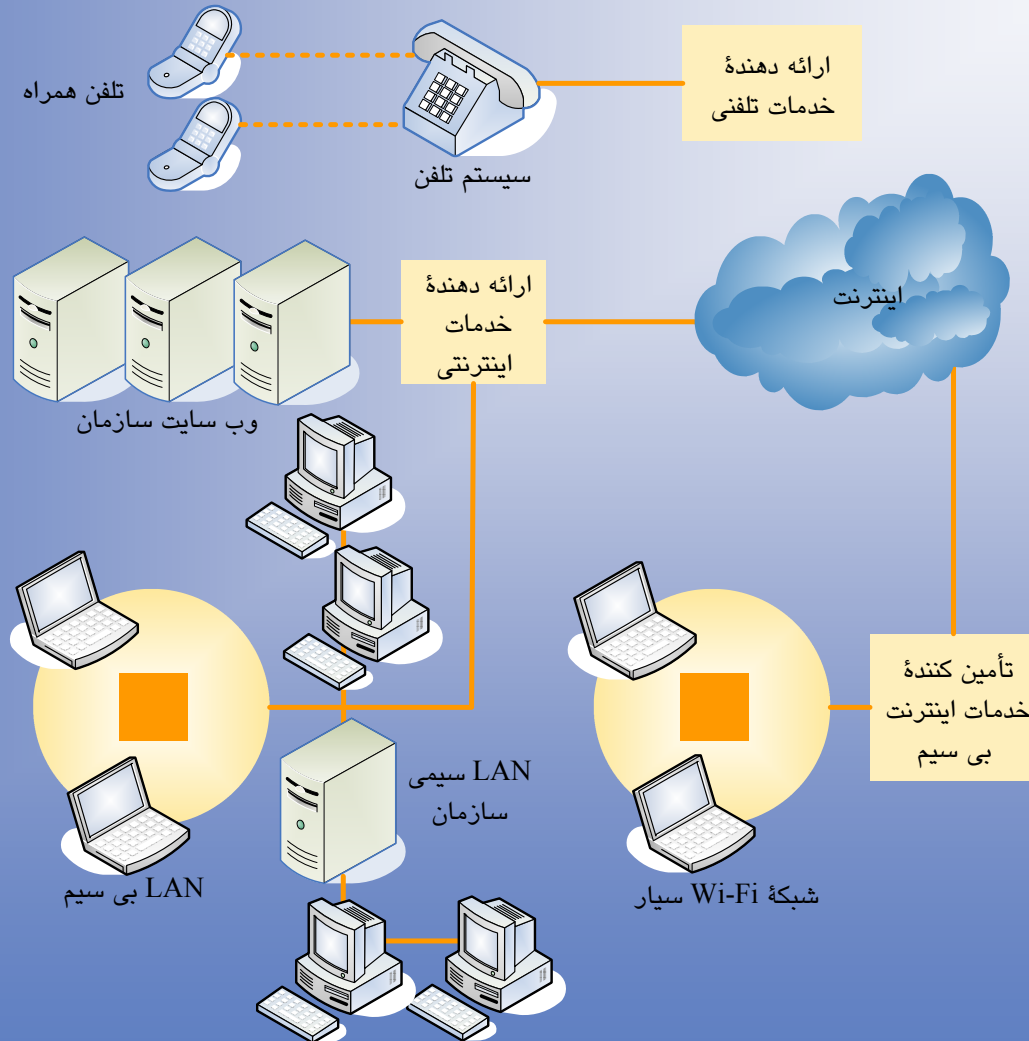 ارائه دهندهٔ
خدمات تلفنی
تلفن همراه
سیستم تلفن
ارائه دهندهٔ
خدمات
اینترنتی
اینترنت
وب سایت سازمان
تأمین کنندهٔ
خدمات اینترنت
بی سیم
LAN سیمی
سازمان
LAN بی سیم
شبکهٔ Wi-Fi سیار